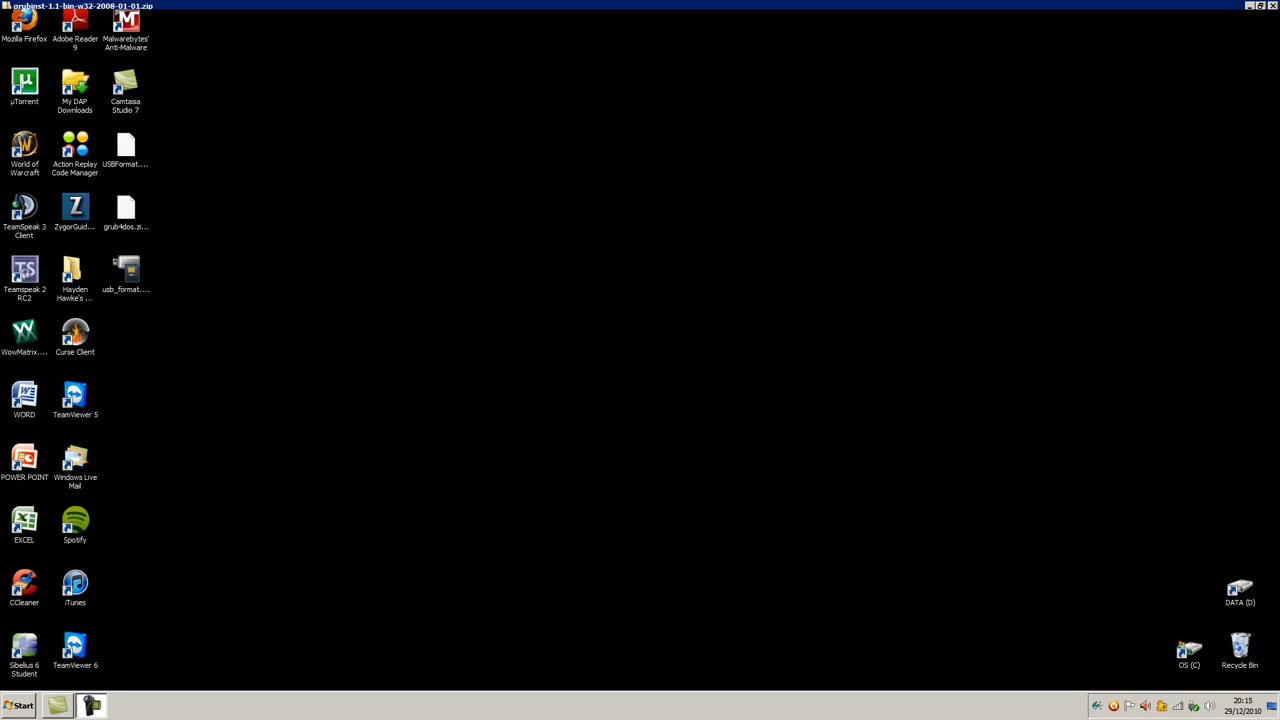 grubinst-1.1-bin-w32-2008-01-01.zip
Mozilla Firefox
Adobe Reader
9
Malwarebytes'
Anti-Malware
µTorrent
My DAP
Downloads
Camtasia
Studio 7
World of
Warcraft
Action Replay
Code Manager
USBFormat....
TeamSpeak 3
Client
ZygorGuid...
grub4dos.zi...
Teamspeak 2
RC2
Hayden
Hawke's ...
usb_format....
WowMatrix....
Curse Client
WORD
TeamViewer 5
POWER POINT
Windows Live
Mail
EXCEL
Spotify
CCleaner
iTunes
DATA (D)
Sibelius 6
Student
TeamViewer 6
OS (C)
Recycle Bin
Start
20:15
29/12/2010